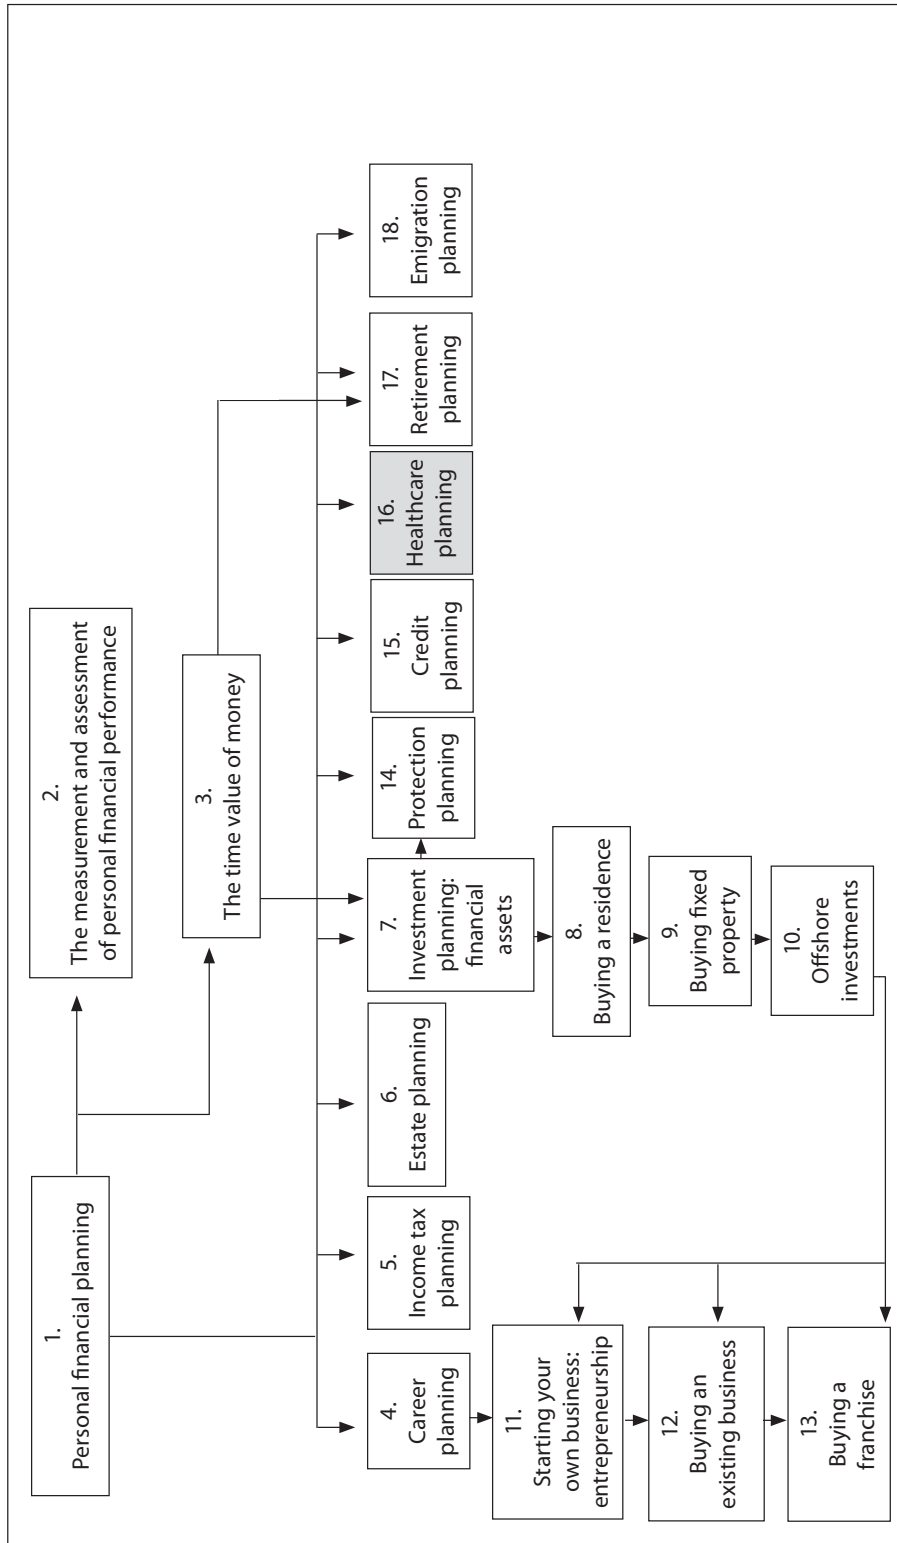 1.
Personal financial planning
2.
The measurement and assessment
of personal financial performance
3.
The time value of money
4.
Career
planning
5.
Income tax
planning
6.
Estate planning
7.
Investment
planning:
financial
assets
14.
Protection
planning
15.
Credit
planning
16.
Healthcare
planning
17.
Retirement
planning
18.
Emigration
planning
11.
Starting your
own business:
entrepreneurship
8.
Buying a residence
12.
Buying an
existing business
9.
Buying fixed
property
13.
Buying a
franchise
10.
Offshore
investments